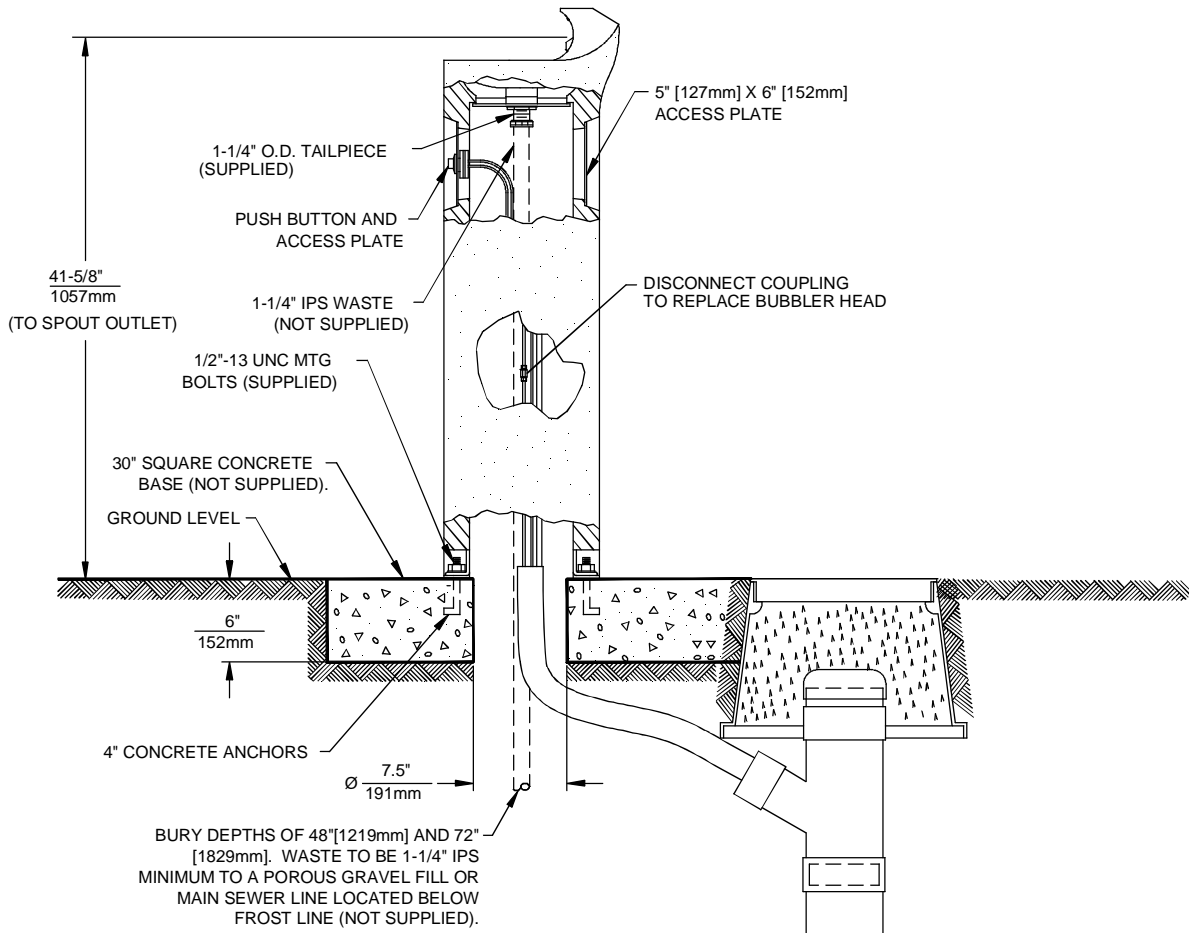 5" [127mm] X 6" [152mm]
ACCESS PLATE
1-1/4" O.D. TAILPIECE
(SUPPLIED)
PUSH BUTTON AND
ACCESS PLATE
41-5/8"
1057mm
(TO SPOUT OUTLET)
1-1/4" IPS WASTE
(NOT SUPPLIED)
DISCONNECT COUPLING
TO REPLACE BUBBLER HEAD
1/2"-13 UNC MTG
BOLTS (SUPPLIED)
30" SQUARE CONCRETE
BASE (NOT SUPPLIED).
GROUND LEVEL
6"
152mm
4" CONCRETE ANCHORS
Ø 7.5"
191mm
BURY DEPTHS OF 48"[1219mm] AND 72"
[1829mm]. WASTE TO BE 1-1/4" IPS
MINIMUM TO A POROUS GRAVEL FILL OR
MAIN SEWER LINE LOCATED BELOW
FROST LINE (NOT SUPPLIED).